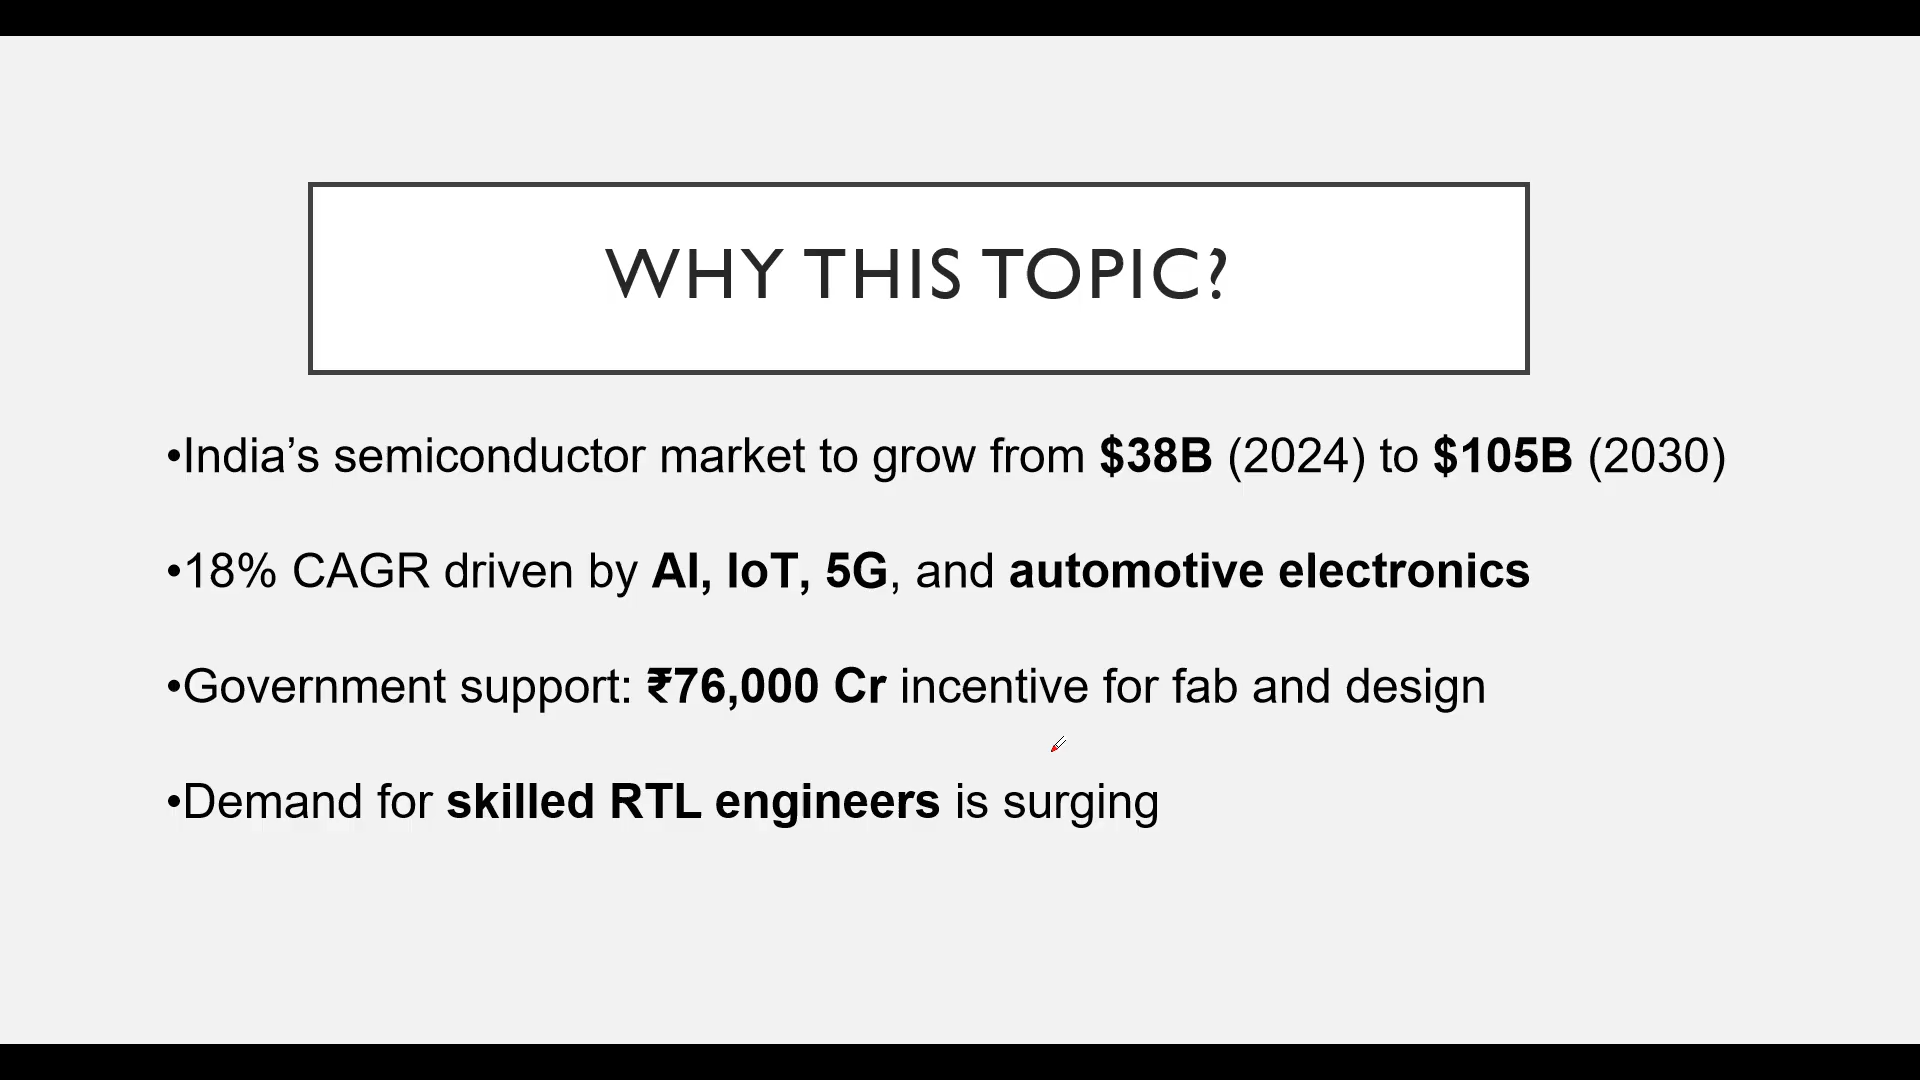 WHY THIS TOPIC?
•India’s semiconductor market to grow from $38B (2024) to $105B (2030)
•18% CAGR driven by AI, IoT, 5G, and automotive electronics
•Government support: ₹76,000 Cr incentive for fab and design
•Demand for skilled RTL engineers is surging